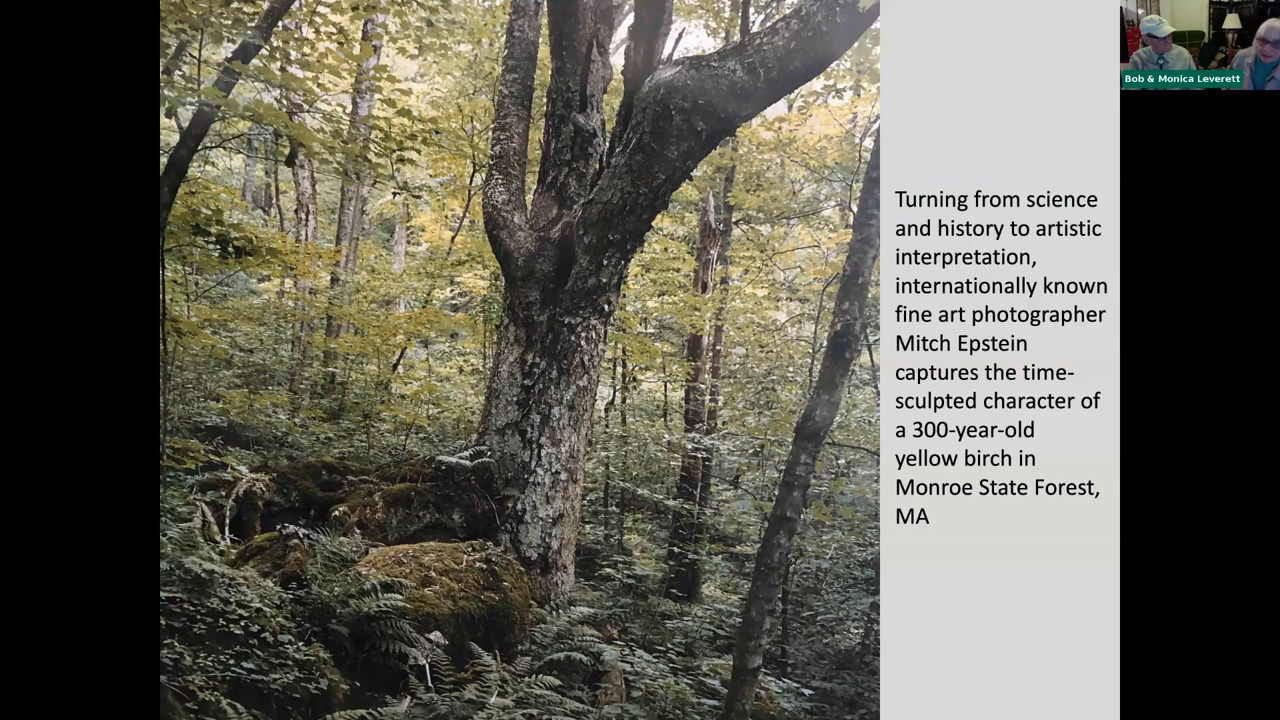 Bob & Monica Leverett
Turning from science
and history to artistic
interpretation,
internationally known
fine art photographer
Mitch Epstein
captures the time-
sculpted character of
a 300-year-old
yellow birch in
Monroe State Forest,
MA